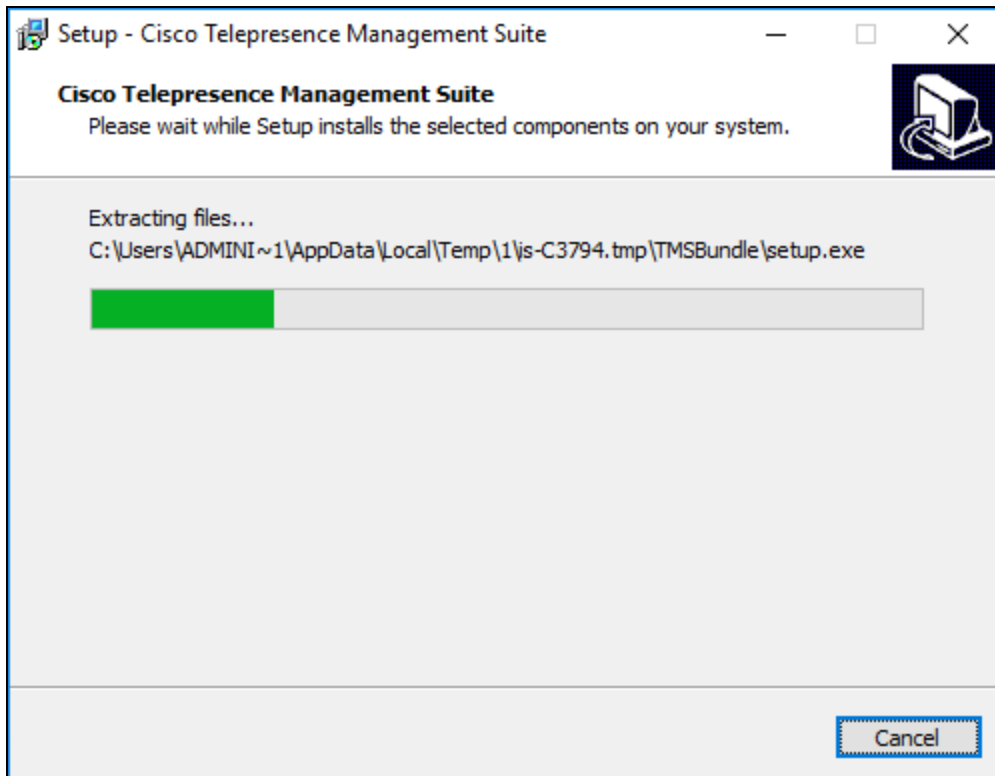 Setup - Cisco Telepresence Management Suite
Cisco Telepresence Management Suite
Please wait while Setup installs the selected components on your system.
Extracting files...
C:\Users\ADMINI~1\AppData\Local\Temp\1\is-C3794.tmp\TMSBundle\setup.exe
Cancel